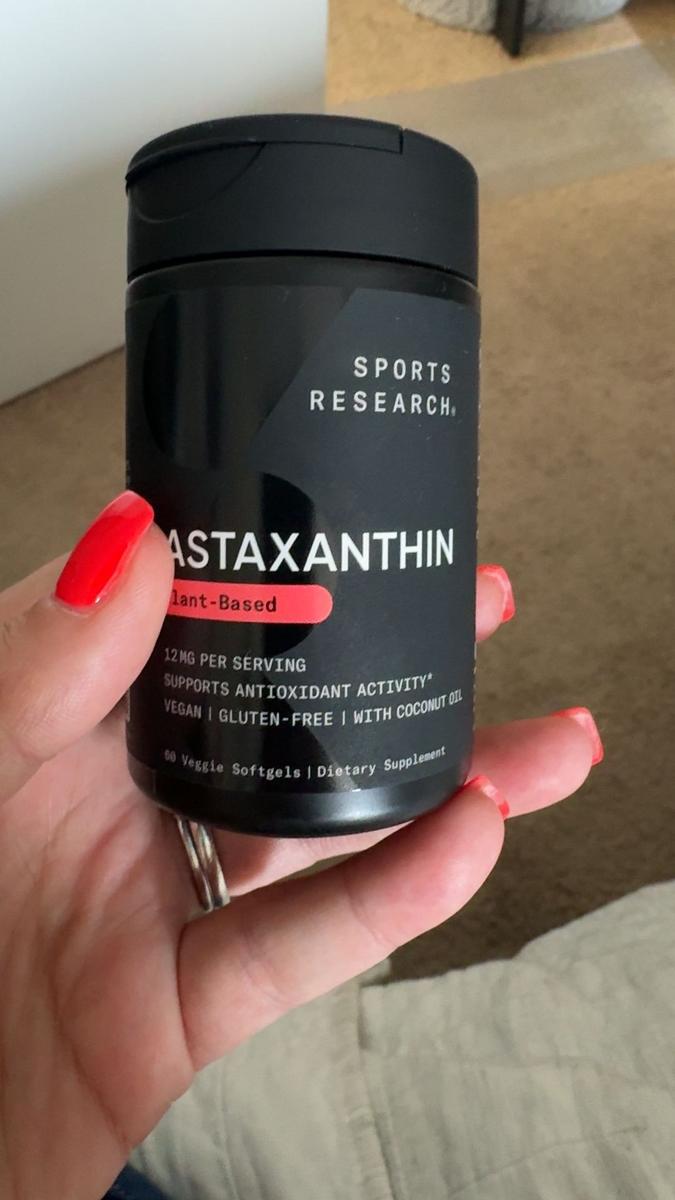 SPORTS
RESEARCH®
ASTAXANTHIN
lant-Based
12MG PER SERVING
SUPPORTS ANTIOXIDANT ACTIVITY*
VEGAN | GLUTEN-FREE | WITH COCONUT OIL
60 Veggie Softgels | Dietary Supplement